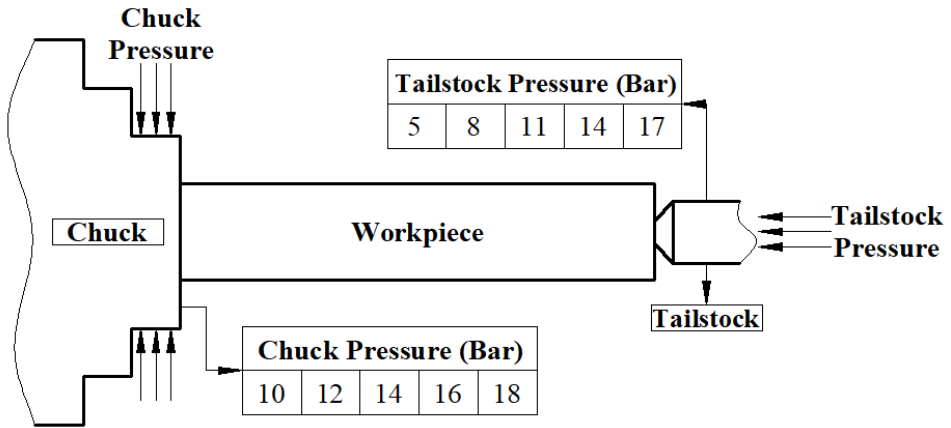 Chuck
Pressure
Tailstock Pressure (Bar)
5 8 11 14 17
Chuck
Workpiece
Tailstock
Pressure
Tailstock
Chuck Pressure (Bar)
10 12 14 16 18